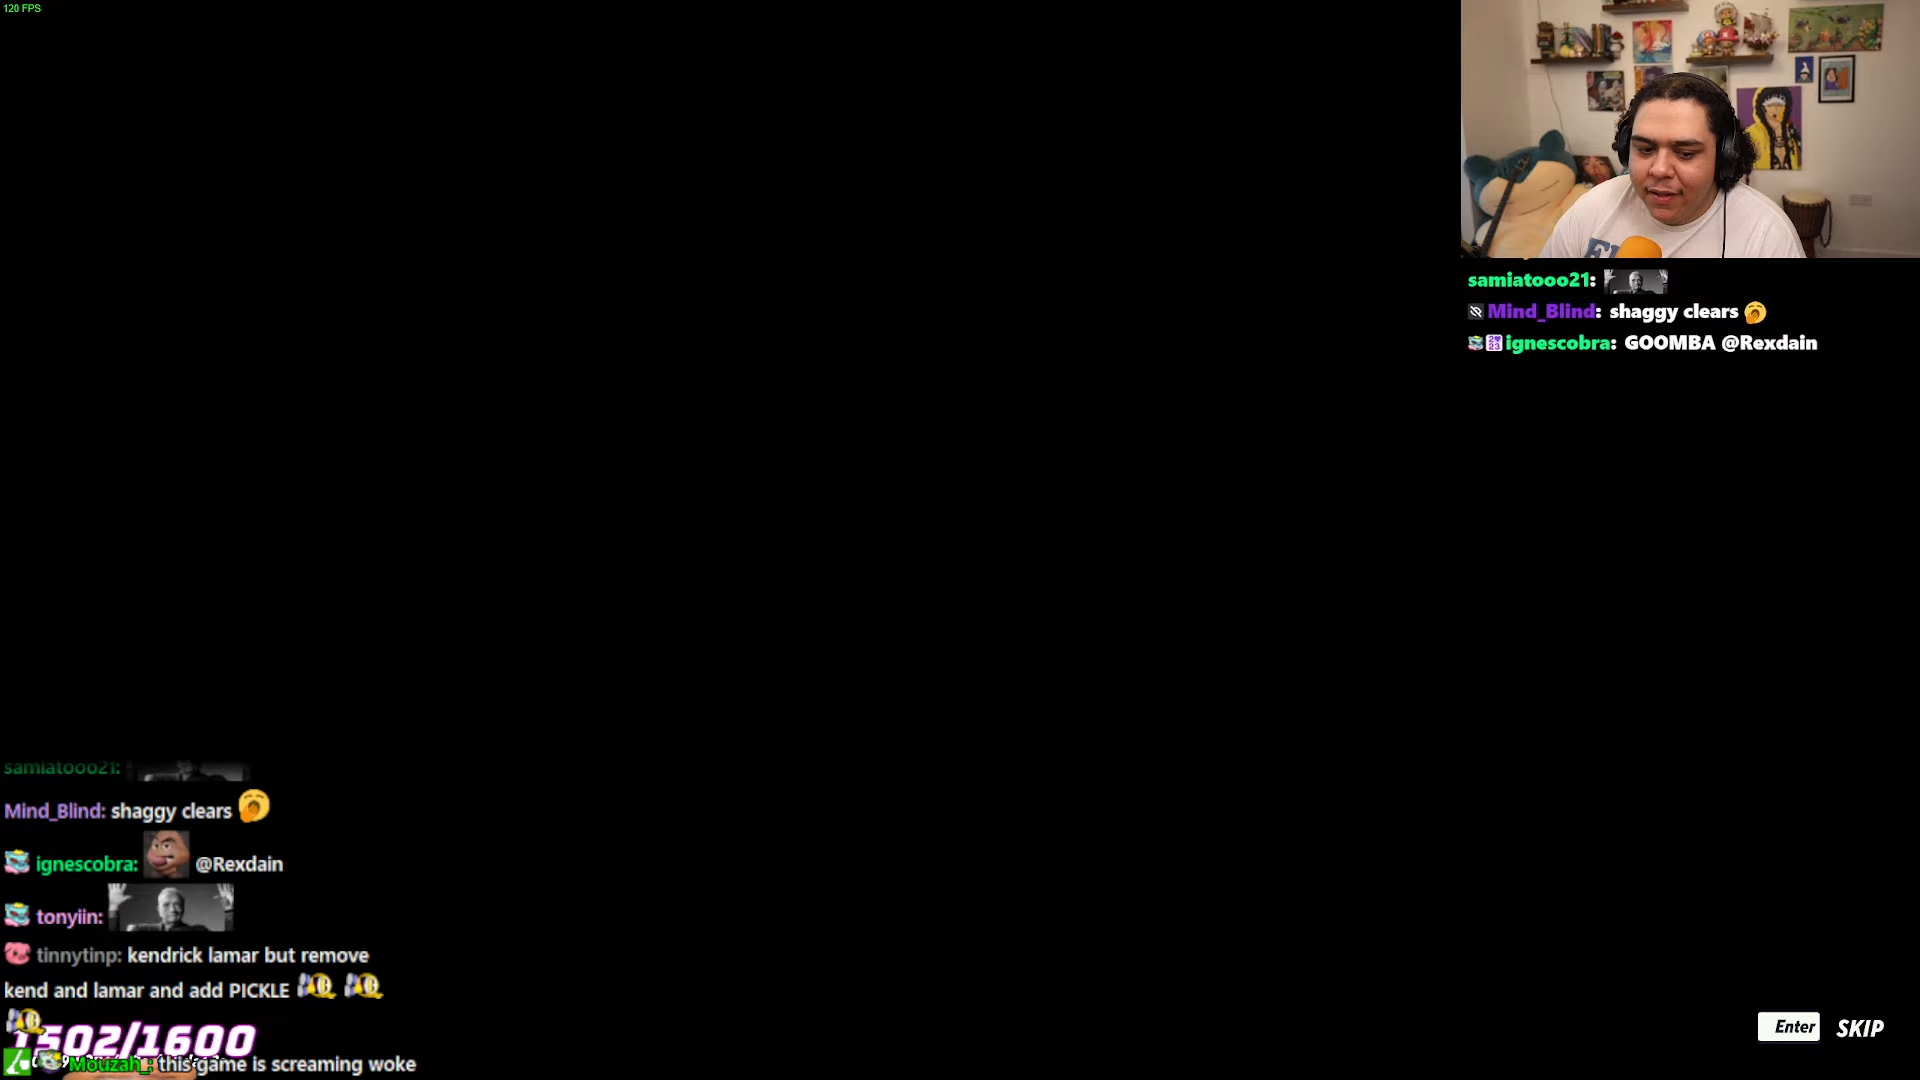 120 FPS
samiatooo21:
Mind_Blind: shaggy clears
ignescobra: GOOMBA @Rexdain
samiatooo21:
Mind_Blind: shaggy clears
ignescobra: @Rexdain
tonyiin:
tinnytinp: kendrick lamar but remove
kend and lamar and add PICKLE
1502/1600
Mouzah_: this game is screaming woke
Enter SKIP